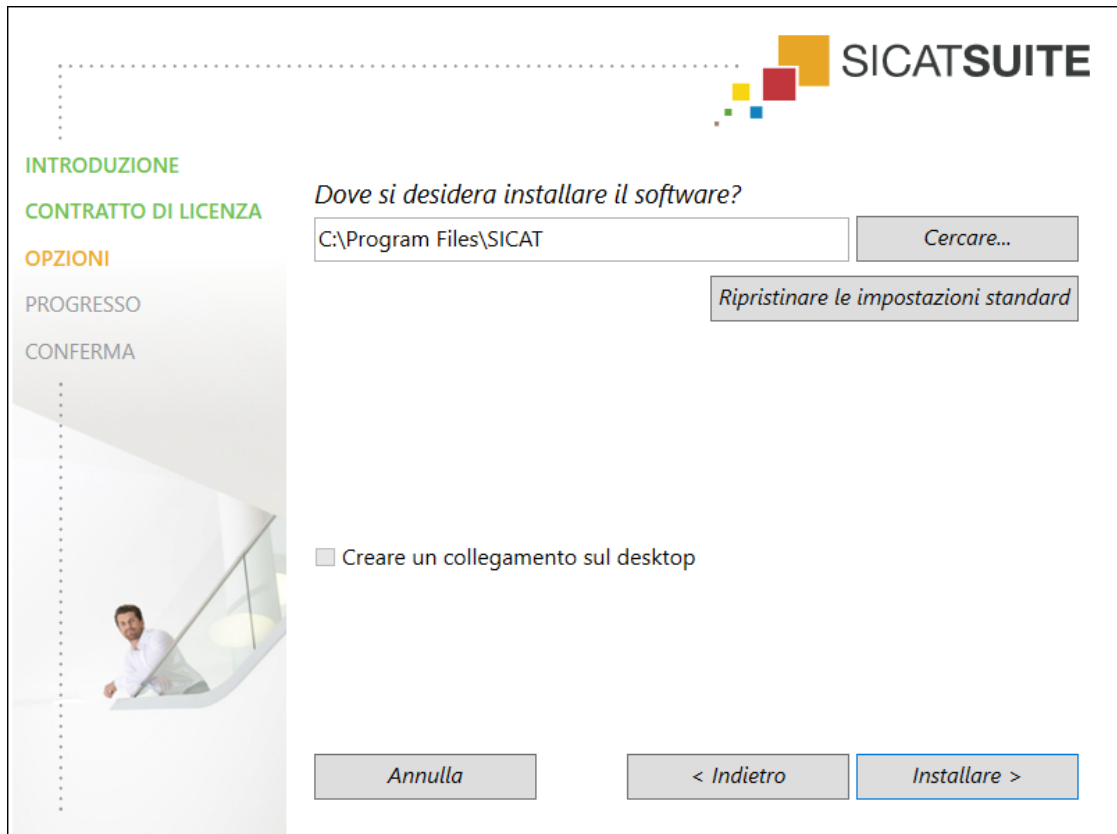 SICATSUITE
INTRODUZIONE
CONTRATTO DI LICENZA
OPZIONI
PROGRESSO
CONFERMA
Dove si desidera installare il software?
C:\Program Files\SICAT
Cercare...
Ripristinare le impostazioni standard
Creare un collegamento sul desktop
Annulla
< Indietro
Installare >